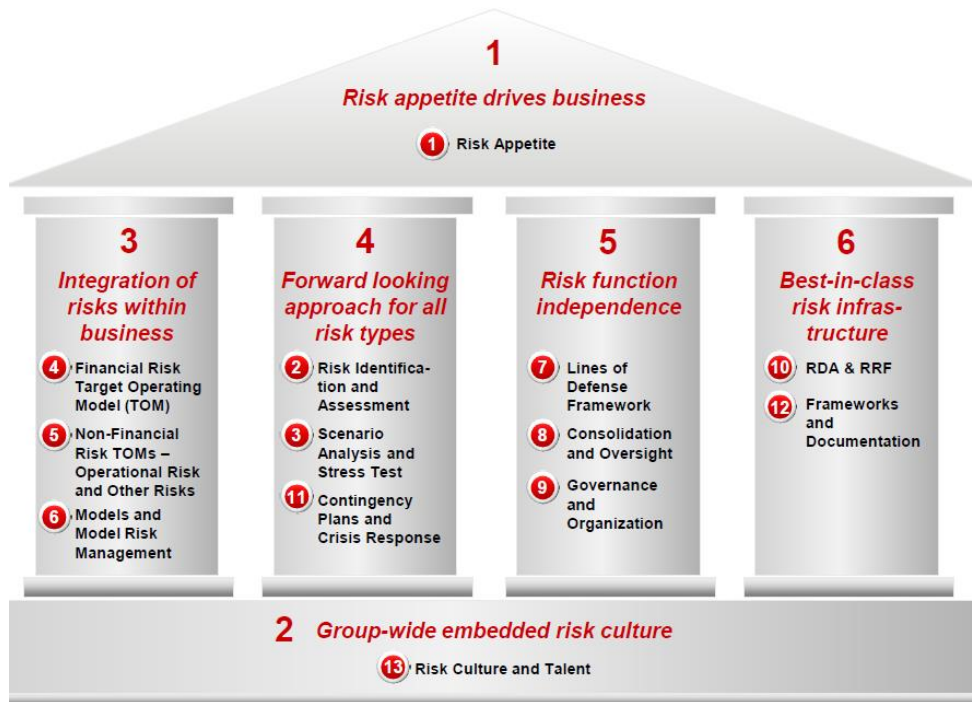 1
Risk appetite drives business
1 Risk Appetite
3
Integration of
risks within
business
4 Financial Risk
Target Operating
Model (TOM)
5 Non-Financial
Risk TOMs –
Operational Risk
and Other Risks
6 Models and
Model Risk
Management
4
Forward looking
approach for all
risk types
2 Risk Identifica-
tion and
Assessment
3 Scenario
Analysis and
Stress Test
11 Contingency
Plans and
Crisis Response
5
Risk function
independence
7 Lines of
Defense
Framework
8 Consolidation
and Oversight
9 Governance
and
Organization
6
Best-in-class
risk infras-
tructure
10 RDA & RRF
12 Frameworks
and
Documentation
2 Group-wide embedded risk culture
13 Risk Culture and Talent